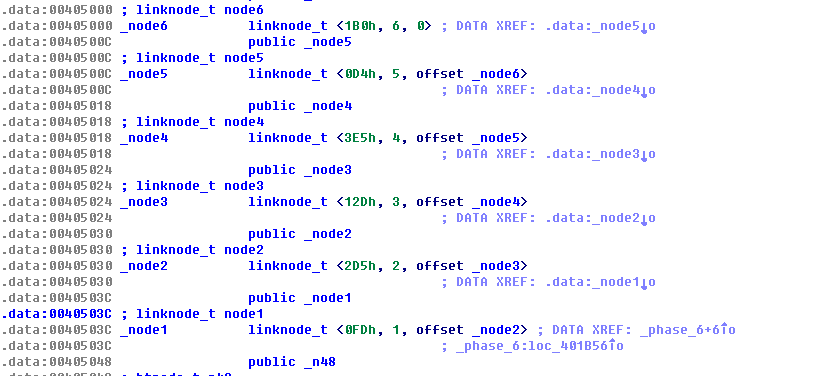 .data:00405000 ; linknode_t node6
.data:00405000 _node6 linknode_t <1B0h, 6, 0> ; DATA XREF: .data:_node5↓o
.data:0040500C public _node5
.data:0040500C ; linknode_t node5
.data:0040500C _node5 linknode_t <0D4h, 5, offset _node6>
.data:0040500C ; DATA XREF: .data:_node4↓o
.data:00405018 public _node4
.data:00405018 ; linknode_t node4
.data:00405018 _node4 linknode_t <3E5h, 4, offset _node5>
.data:00405018 ; DATA XREF: .data:_node3↓o
.data:00405024 public _node3
.data:00405024 ; linknode_t node3
.data:00405024 _node3 linknode_t <12Dh, 3, offset _node4>
.data:00405024 ; DATA XREF: .data:_node2↓o
.data:00405030 public _node2
.data:00405030 ; linknode_t node2
.data:00405030 _node2 linknode_t <2D5h, 2, offset _node3>
.data:00405030 ; DATA XREF: .data:_node1↓o
.data:0040503C public _node1
.data:0040503C ; linknode_t node1
.data:0040503C _node1 linknode_t <0FDh, 1, offset _node2> ; DATA XREF: _phase_6+6↑o
.data:0040503C ; _phase_6:loc_401B56↑o
.data:00405048 public _n48